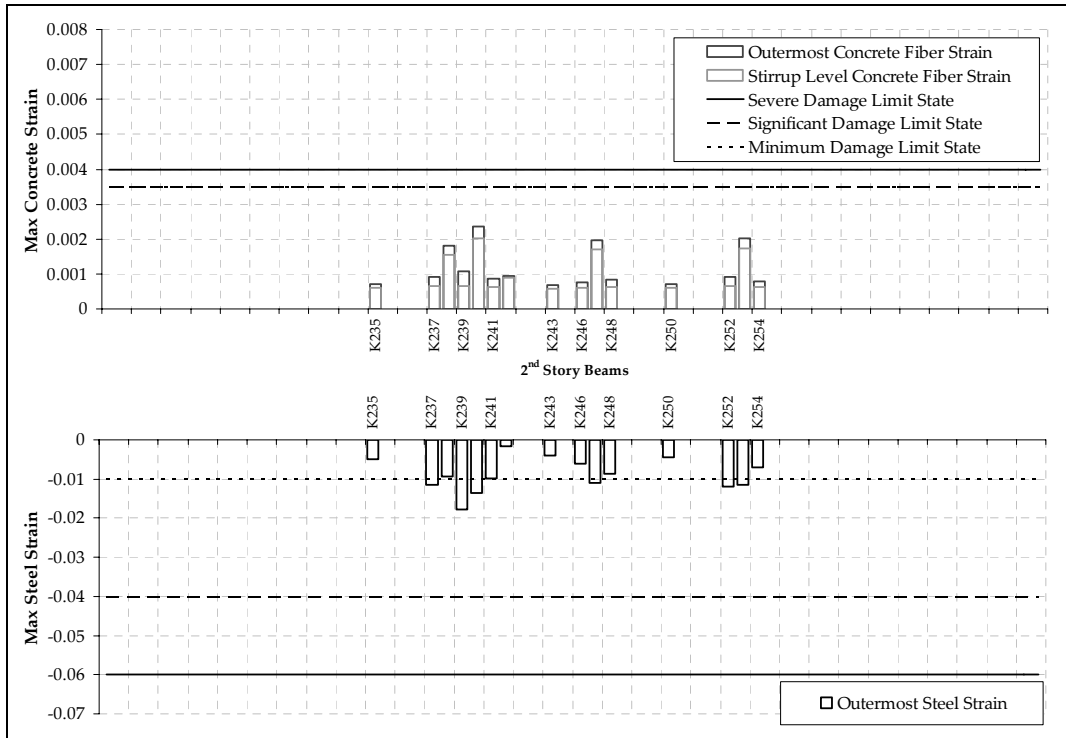 0.008
0.007
0.006
0.005
0.004
0.003
0.002
0.001
0
Max Concrete Strain
Outermost Concrete Fiber Strain
Stirrup Level Concrete Fiber Strain
Severe Damage Limit State
Significant Damage Limit State
Minimum Damage Limit State
K235
K237
K239
K241
K243
K246
K248
K250
K252
K254
2nd Story Beams
K235
K237
K239
K241
K243
K246
K248
K250
K252
K254
0
-0.01
-0.02
-0.03
-0.04
-0.05
-0.06
-0.07
Max Steel Strain
Outermost Steel Strain